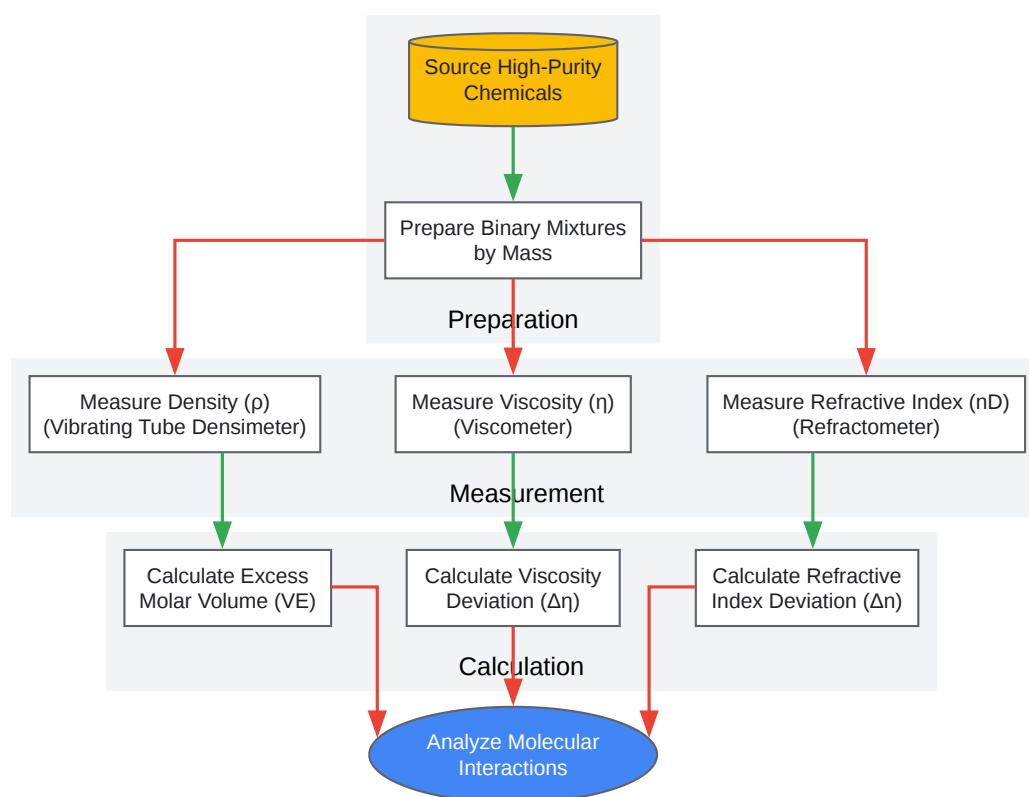 Source High-Purity
Chemicals
Prepare Binary Mixtures
by Mass
Preparation
Measure Density (ρ)
(Vibrating Tube Densimeter)
Measure Viscosity (η)
(Viscometer)
Measure Refractive Index (nD)
(Refractometer)
Measurement
Calculate Excess
Molar Volume (VE)
Calculate Viscosity
Deviation (Δη)
Calculate Refractive
Index Deviation (Δn)
Calculation
Analyze Molecular
Interactions